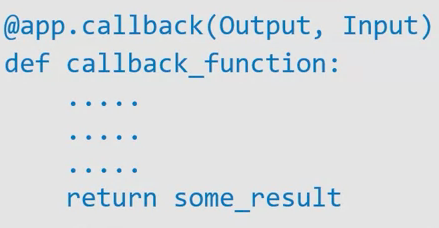 @app.callback(Output, Input)
def callback_function:
    .....
    .....
    .....
    return some_result